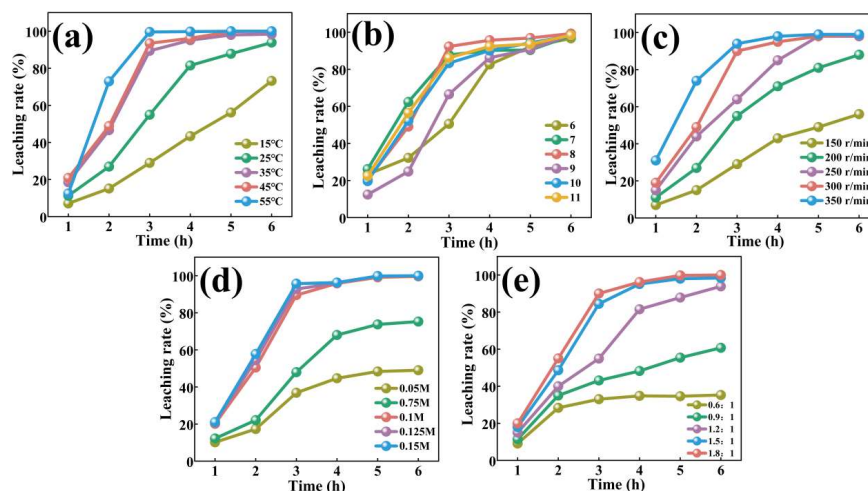 (a)
Leaching rate (%)
100
80
60
40
20
0
15℃
25℃
35℃
45℃
55℃
1 2 3 4 5 6
Time (h)
(b)
Leaching rate (%)
100
80
60
40
20
0
6
7
8
9
10
11
1 2 3 4 5 6
Time (h)
(c)
Leaching rate (%)
100
80
60
40
20
0
150 r/min
200 r/min
250 r/min
300 r/min
350 r/min
1 2 3 4 5 6
Time (h)
(d)
Leaching rate (%)
100
80
60
40
20
0
0.05M
0.75M
0.1M
0.125M
0.15M
1 2 3 4 5 6
Time (h)
(e)
Leaching rate (%)
100
80
60
40
20
0
0.6：1
0.9：1
1.2：1
1.5：1
1.8：1
1 2 3 4 5 6
Time (h)